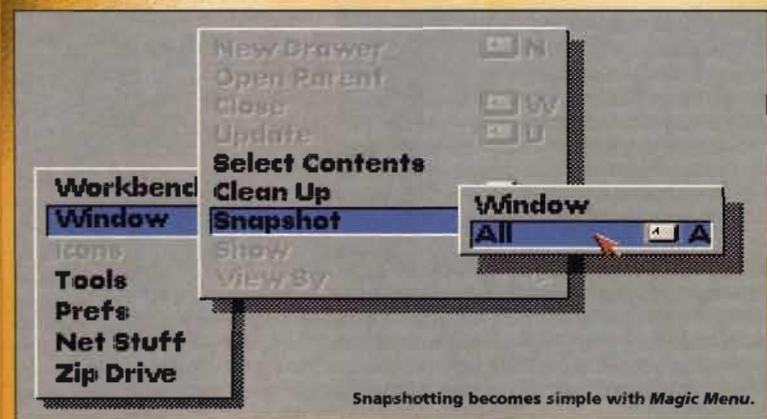 New Drawer N
Open Parent
Close W
Update U
Select Contents
Clean Up
Snapshot
Show
View By
Workbencl
Window
Icons
Tools
Prefs
Net Stuff
Zip Drive
Window
All A
Snapshotting becomes simple with Magic Menu.